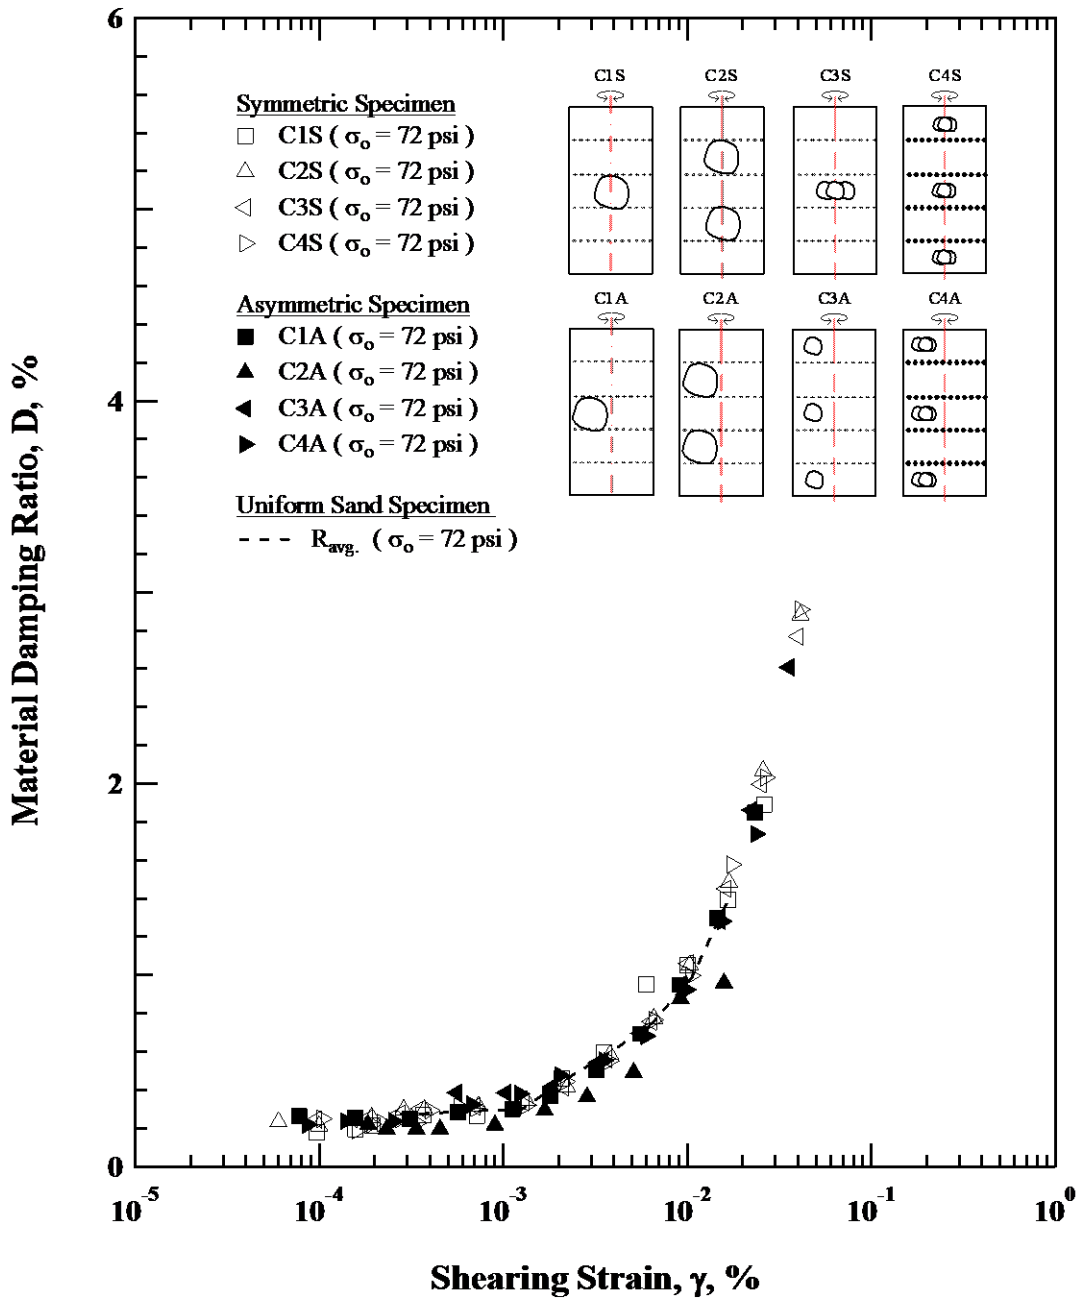 6
C1S C2S C3S C4S
Symmetric Specimen
C1S ( σo = 72 psi )
C2S ( σo = 72 psi )
C3S ( σo = 72 psi )
C4S ( σo = 72 psi )
C1A C2A C3A C4A
Asymmetric Specimen
C1A ( σo = 72 psi )
C2A ( σo = 72 psi )
C3A ( σo = 72 psi )
C4A ( σo = 72 psi )
Uniform Sand Specimen
Ravg. ( σo = 72 psi )
4
2
0
Material Damping Ratio, D, %
10-5 10-4 10-3 10-2 10-1 100
Shearing Strain, γ, %